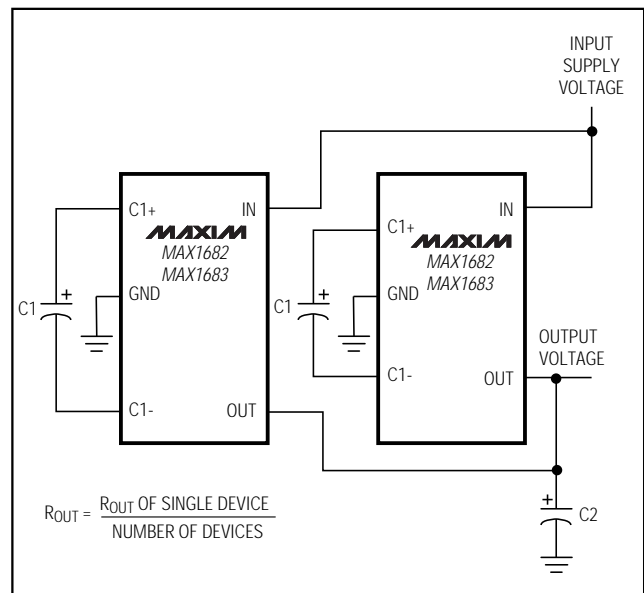 INPUT
SUPPLY
VOLTAGE
C1+
IN
MAXIM
MAX1682
MAX1683
GND
C1
+
C1-
OUT
C1+
IN
MAXIM
MAX1682
MAX1683
GND
C1
+
C1-
OUT
OUTPUT
VOLTAGE
+
C2
ROUT = ROUT OF SINGLE DEVICE
NUMBER OF DEVICES